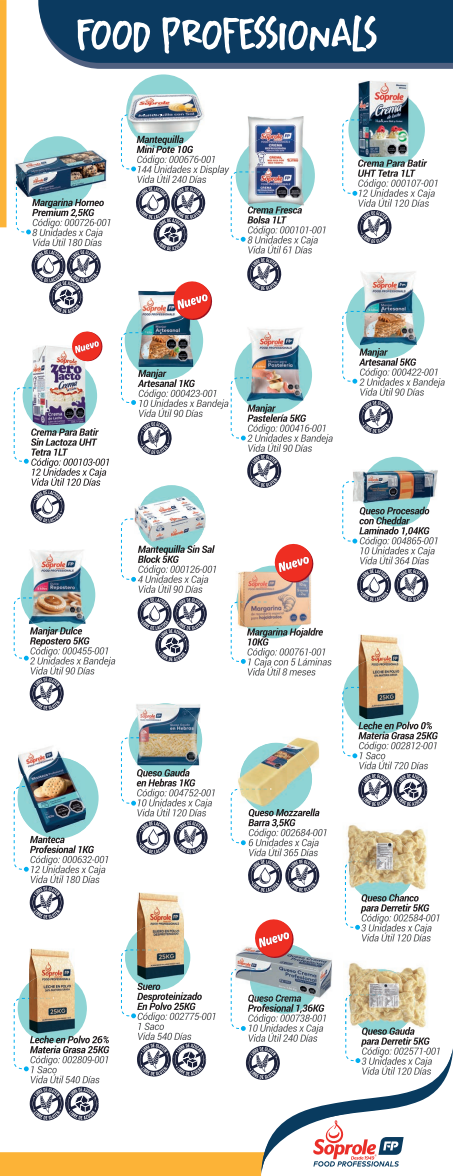 FOOD PROFESSIONALS
Margarina Horneo
Premium 2,5KG
Código: 000726-001
8 Unidades x Caja
Vida Útil 180 Días
Mantequilla
Mini Pote 10G
Código: 000676-001
144 Unidades x Display
Vida Útil 240 Días
Crema Fresca
Bolsa 1LT
Código: 000101-001
8 Unidades x Caja
Vida Útil 61 Días
Crema Para Batir
UHT Tetra 1LT
Código: 000107-001
12 Unidades x Caja
Vida Útil 120 Días
Nuevo
Crema Para Batir
Sin Lactoza UHT
Tetra 1LT
Código: 000103-001
12 Unidades x Caja
Vida Útil 120 Días
Nuevo
Manjar
Artesanal 1KG
Código: 000423-001
10 Unidades x Bandeja
Vida Útil 90 Días
Manjar
Pastelería 5KG
Código: 000416-001
2 Unidades x Bandeja
Vida Útil 90 Días
Manjar
Artesanal 5KG
Código: 000422-001
2 Unidades x Bandeja
Vida Útil 90 Días
Manjar Dulce
Repostero 5KG
Código: 000455-001
2 Unidades x Bandeja
Vida Útil 90 Días
Mantequilla Sin Sal
Block 5KG
Código: 000126-001
4 Unidades x Caja
Vida Útil 90 Días
Nuevo
Margarina Hojaldre
10KG
Código: 000761-001
1 Caja con 5 Láminas
Vida Útil 8 meses
Queso Procesado
con Cheddar
Laminado 1,04KG
Código: 004865-001
10 Unidades x Caja
Vida Útil 364 Días
Leche en Polvo 0%
Materia Grasa 25KG
Código: 002812-001
1 Saco
Vida Útil 720 Días
Manteca
Profesional 1KG
Código: 000632-001
12 Unidades x Caja
Vida Útil 180 Días
Queso Gauda
en Hebras 1KG
Código: 004752-001
10 Unidades x Caja
Vida Útil 120 Días
Queso Mozzarella
Barra 3,5KG
Código: 002684-001
6 Unidades x Caja
Vida Útil 365 Días
Queso Chanco
para Derretir 5KG
Código: 002584-001
3 Unidades x Caja
Vida Útil 120 Días
Leche en Polvo 26%
Materia Grasa 25KG
Código: 002809-001
1 Saco
Vida Útil 540 Días
Suero
Desproteinizado
En Polvo 25KG
Código: 002775-001
1 Saco
Vida 540 Días
Nuevo
Queso Crema
Profesional 1,36KG
Código: 000738-001
10 Unidades x Caja
Vida Útil 240 Días
Queso Gauda
para Derretir 5KG
Código: 002571-001
3 Unidades x Caja
Vida Útil 120 Días
Soprole FP
Desde 1949
FOOD PROFESSIONALS